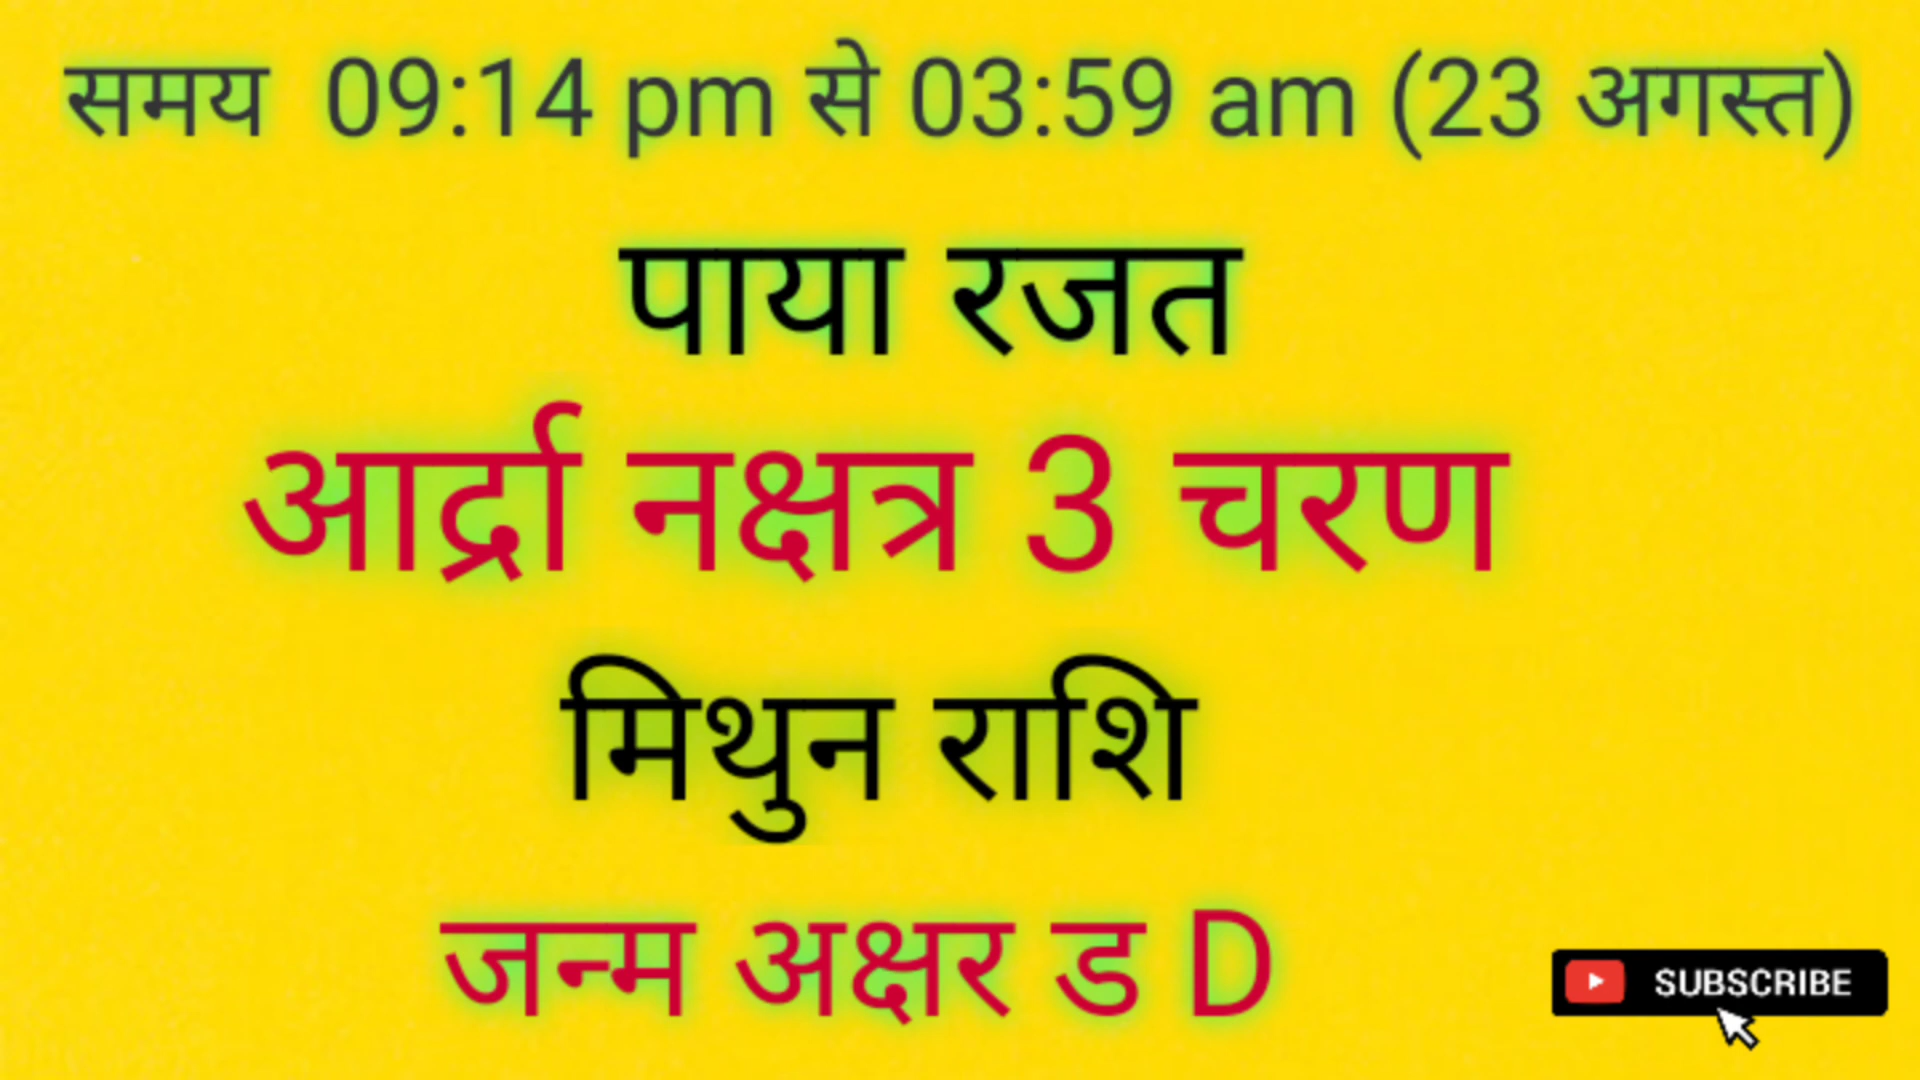 समय 09:14 pm से 03:59 am (23 अगस्त)
पाया रजत
आर्द्रा नक्षत्र 3 चरण
मिथुन राशि
जन्म अक्षर ड D
SUBSCRIBE